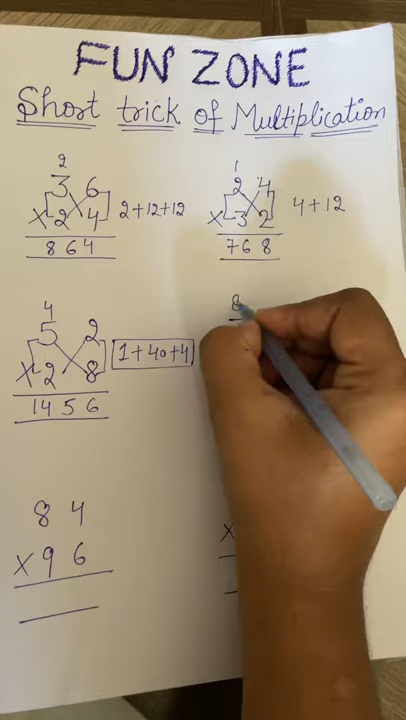 FUN ZONE
Short trick of Multiplication
2
3 6
x 2 4 2+12+12
8 6 4
1
2 4
x 3 2 4+12
7 6 8
4
5 2
x 2 8 1+40+4
14 5 6
8
8 4
x 9 6
x